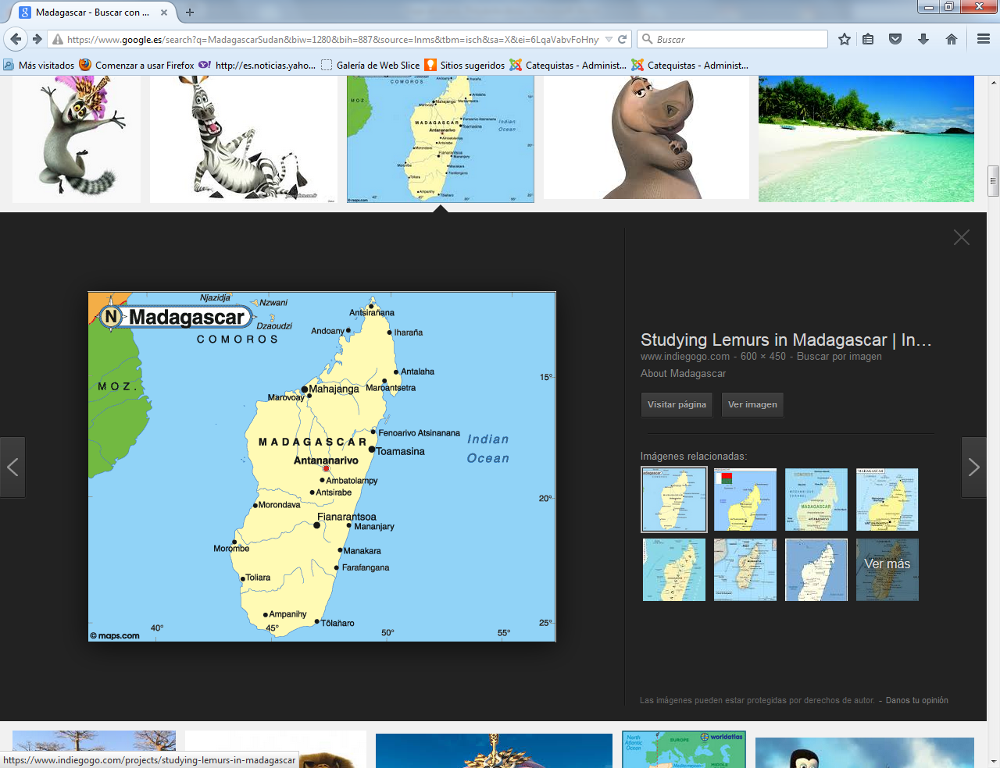 Madagascar - Buscar con ...
https://www.google.es/search?q=MadagascarSudan&biw=1280&bih=887&source=lnms&tbm=isch&sa=X&ei=6LqaVabvFoHny
Buscar
Más visitados
Comenzar a usar Firefox
http://es.noticias.yaho...
Galería de Web Slice
Sitios sugeridos
Catequistas - Administ...
Catequistas - Administ...
Madagascar
N
Njazidja
Nzwani
Dzaoudzi
COMOROS
MOZ.
Antsirañana
Andoany
Iharaña
Antalaha
15°
Mahajanga
Maroantsetra
Marovoay
Fenoarivo Atsinanana
MADAGASCAR
Toamasina
Indian
Ocean
Antananarivo
Ambatolampy
Antsirabe
20°
Morondava
Fianarantsoa
Mananjary
Morombe
Manakara
Farafangana
Toliara
Ampanihy
Tôlañaro
25°
40°
45°
50°
55°
© maps.com
Studying Lemurs in Madagascar | In...
www.indiegogo.com - 600 × 450 - Buscar por imagen
About Madagascar
Visitar página
Ver imagen
Imágenes relacionadas:
Ver más
Las imágenes pueden estar protegidas por derechos de autor. - Danos tu opinión
North
Atlantic
Ocean
EUROPE
worldatlas
MIDDLE
https://www.indiegogo.com/projects/studying-lemurs-in-madagascar